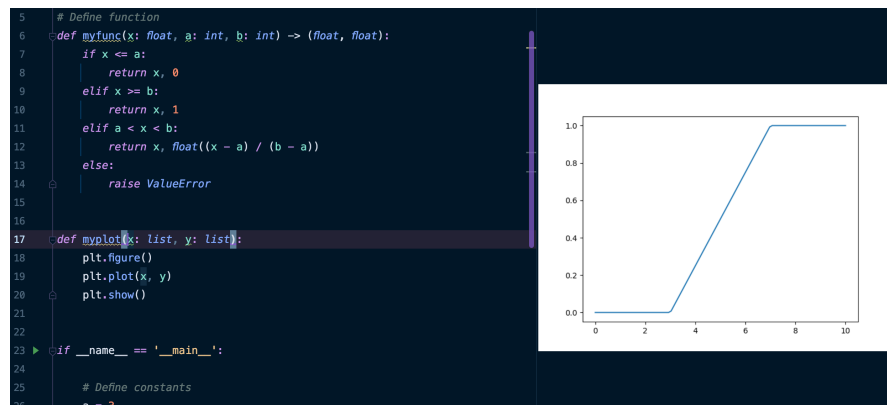 5 # Define function
6 def myfunc(x: float, a: int, b: int) -> (float, float):
7 if x <= a:
8 return x, 0
9 elif x >= b:
10 return x, 1
11 elif a < x < b:
12 return x, float((x - a) / (b - a))
13 else:
14 raise ValueError
15
16
17 def myplot(x: list, y: list):
18 plt.figure()
19 plt.plot(x, y)
20 plt.show()
21
22
23 if __name__ == '__main__':
24
25 # Define constants
26 a = 3
1.0
0.8
0.6
0.4
0.2
0.0
0 2 4 6 8 10